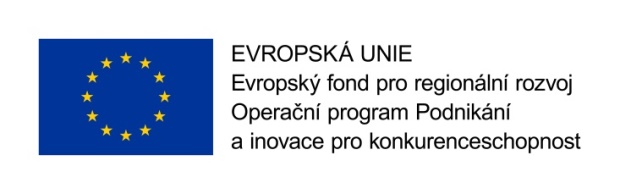 EVROPSKÁ UNIE
Evropský fond pro regionální rozvoj
Operační program Podnikání
a inovace pro konkurenceschopnost